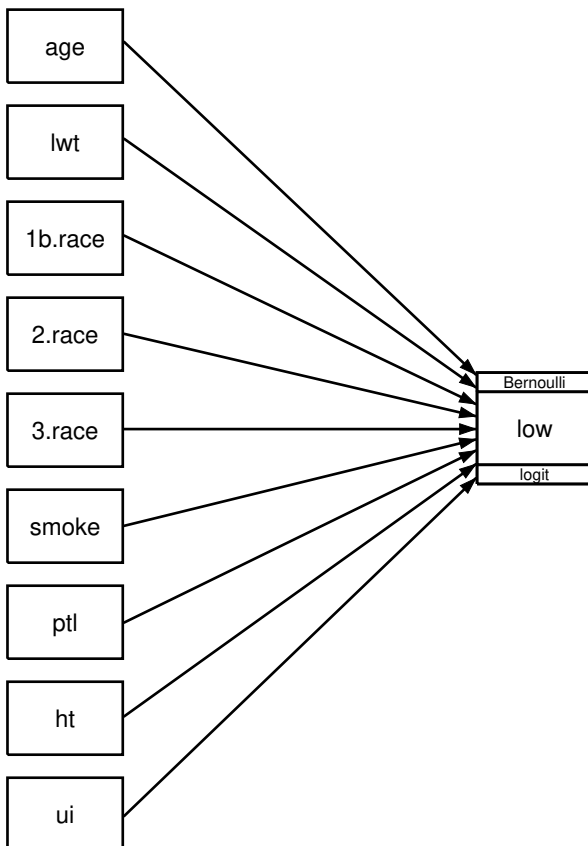 age
lwt
1b.race
2.race
3.race
smoke
ptl
ht
ui
Bernoulli
low
logit